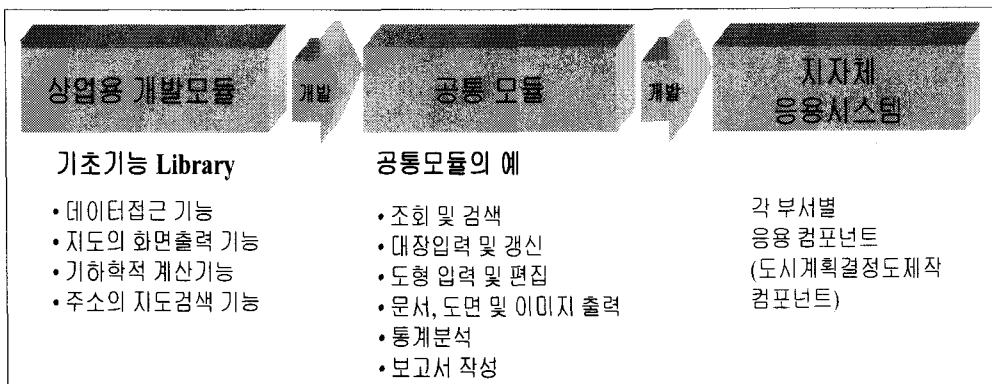 상업용 개발모듈
개발
공통 모듈
개발
지자체
응용시스템
기초기능 Library
• 데이터접근 기능
• 지도의 화면출력 기능
• 기하학적 계산기능
• 주소의 지도검색 기능
공통모듈의 예
• 조회 및 검색
• 대장입력 및 갱신
• 도형 입력 및 편집
• 문서, 도면 및 이미지 출력
• 통계분석
• 보고서 작성
각 부서별
응용 컴포넌트
(도시계획결정도제작
컴포넌트)